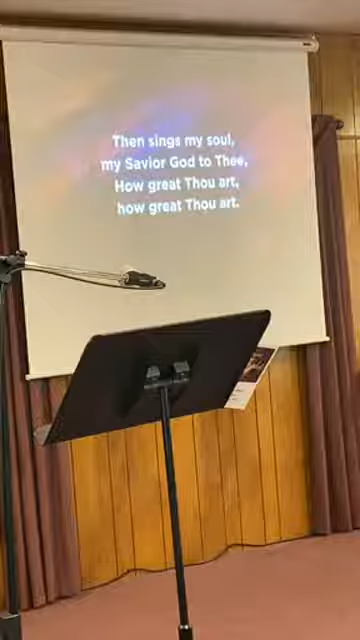 Then sings my soul,
my Savior God to Thee,
How great Thou art,
how great Thou art.